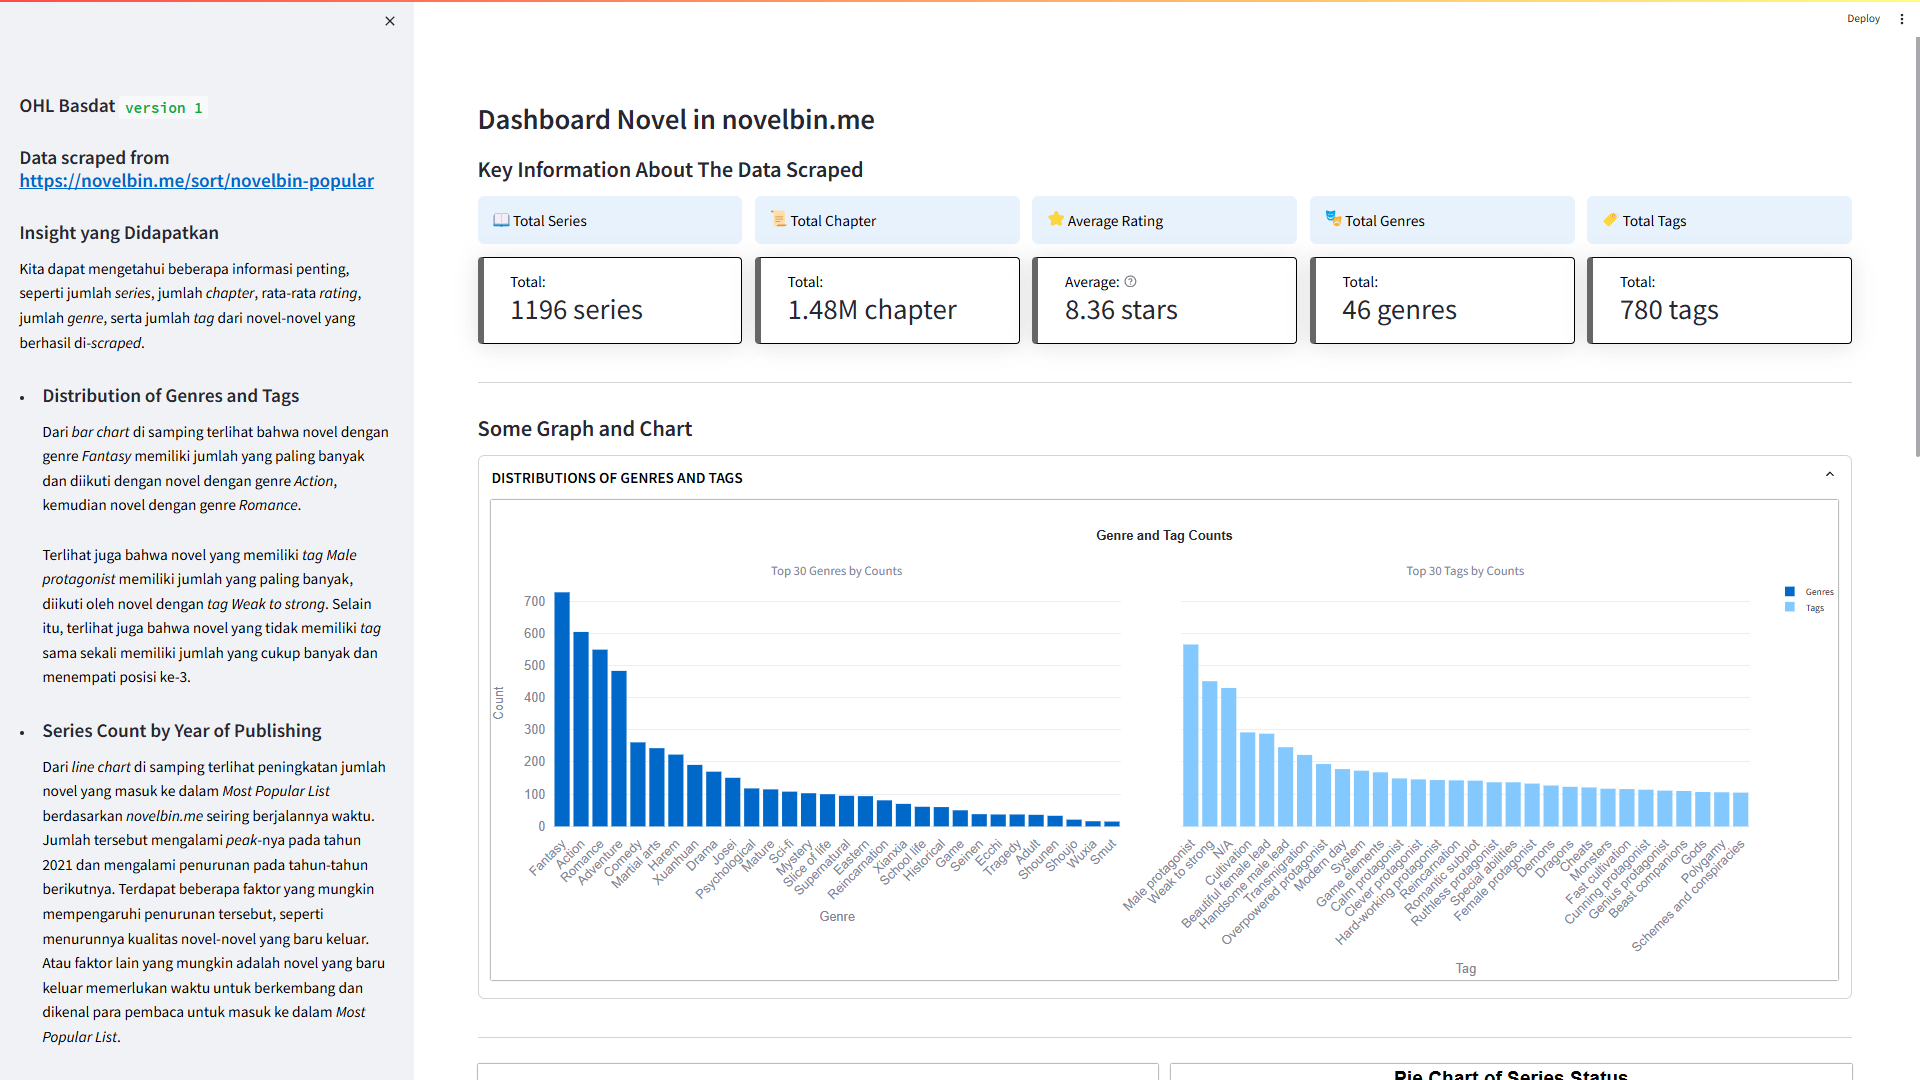 Deploy
OHL Basdat version 1
Data scraped from
https://novelbin.me/sort/novelbin-popular
Insight yang Didapatkan
Kita dapat mengetahui beberapa informasi penting,
seperti jumlah series, jumlah chapter, rata-rata rating,
jumlah genre, serta jumlah tag dari novel-novel yang
berhasil di-scraped.
• Distribution of Genres and Tags
Dari bar chart di samping terlihat bahwa novel dengan
genre Fantasy memiliki jumlah yang paling banyak
dan diikuti dengan novel dengan genre Action,
kemudian novel dengan genre Romance.
Terlihat juga bahwa novel yang memiliki tag Male
protagonist memiliki jumlah yang paling banyak,
diikuti oleh novel dengan tag Weak to strong. Selain
itu, terlihat juga bahwa novel yang tidak memiliki tag
sama sekali memiliki jumlah yang cukup banyak dan
menempati posisi ke-3.
• Series Count by Year of Publishing
Dari line chart di samping terlihat peningkatan jumlah
novel yang masuk ke dalam Most Popular List
berdasarkan novelbin.me seiring berjalannya waktu.
Jumlah tersebut mengalami peak-nya pada tahun
2021 dan mengalami penurunan pada tahun-tahun
berikutnya. Terdapat beberapa faktor yang mungkin
mempengaruhi penurunan tersebut, seperti
menurunnya kualitas novel-novel yang baru keluar.
Atau faktor lain yang mungkin adalah novel yang baru
keluar memerlukan waktu untuk berkembang dan
dikenal para pembaca untuk masuk ke dalam Most
Popular List.
Dashboard Novel in novelbin.me
Key Information About The Data Scraped
📖 Total Series
📜 Total Chapter
⭐ Average Rating
🎭 Total Genres
🏷️ Total Tags
Total:
1196 series
Total:
1.48M chapter
Average:
8.36 stars
Total:
46 genres
Total:
780 tags
Some Graph and Chart
DISTRIBUTIONS OF GENRES AND TAGS
Genre and Tag Counts
Top 30 Genres by Counts
Top 30 Tags by Counts
Genres
Tags
700
600
500
400
300
200
100
0
Count
Fantasy
Action
Romance
Adventure
Comedy
Martial arts
Harem
Xuanhuan
Drama
Josei
Psychological
Mature
Sci-fi
Mystery
Slice of life
Supernatural
Eastern
Reincarnation
Xianxia
School life
Historical
Game
Seinen
Ecchi
Tragedy
Adult
Shounen
Shoujo
Wuxia
Smut
Genre
Male protagonist
Weak to strong
N/A
Cultivation
Beautiful female lead
Handsome male lead
Transmigration
Overpowered protagonist
Modern day
System
Game elements
Calm protagonist
Clever protagonist
Hard-working protagonist
Reincarnation
Romantic subplot
Ruthless protagonist
Special abilities
Female protagonist
Demons
Dragons
Cheats
Monsters
Fast cultivation
Cunning protagonist
Genius protagonist
Beast companions
Gods
Polygamy
Schemes and conspiracies
Tag
Pie Chart of Series Status